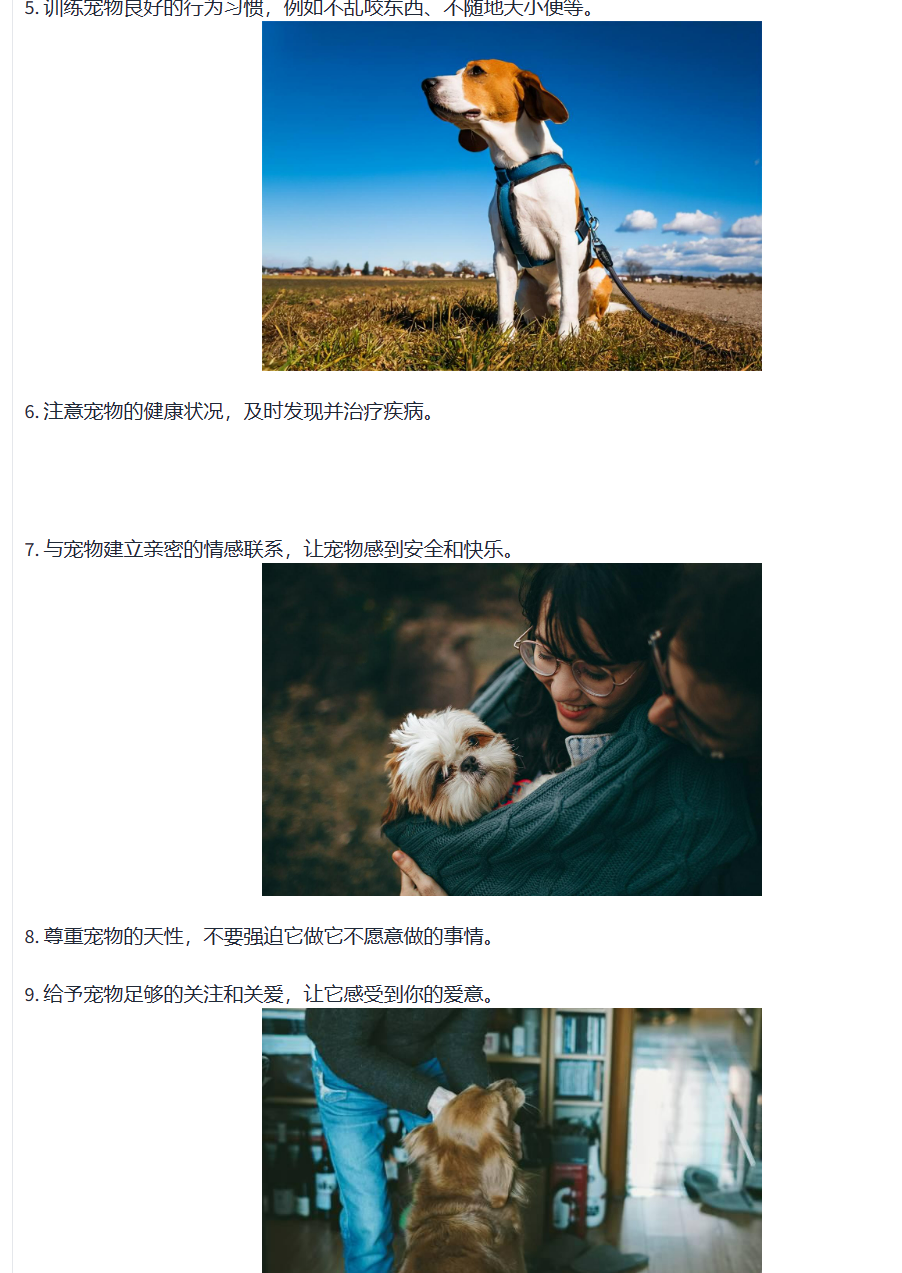 5. 训练宠物良好的行为习惯，例如不乱咬东西、不随地大小便等。
6. 注意宠物的健康状况，及时发现并治疗疾病。
7. 与宠物建立亲密的情感联系，让宠物感到安全和快乐。
8. 尊重宠物的天性，不要强迫它做它不愿意做的事情。
9. 给予宠物足够的关注和关爱，让它感受到你的爱意。